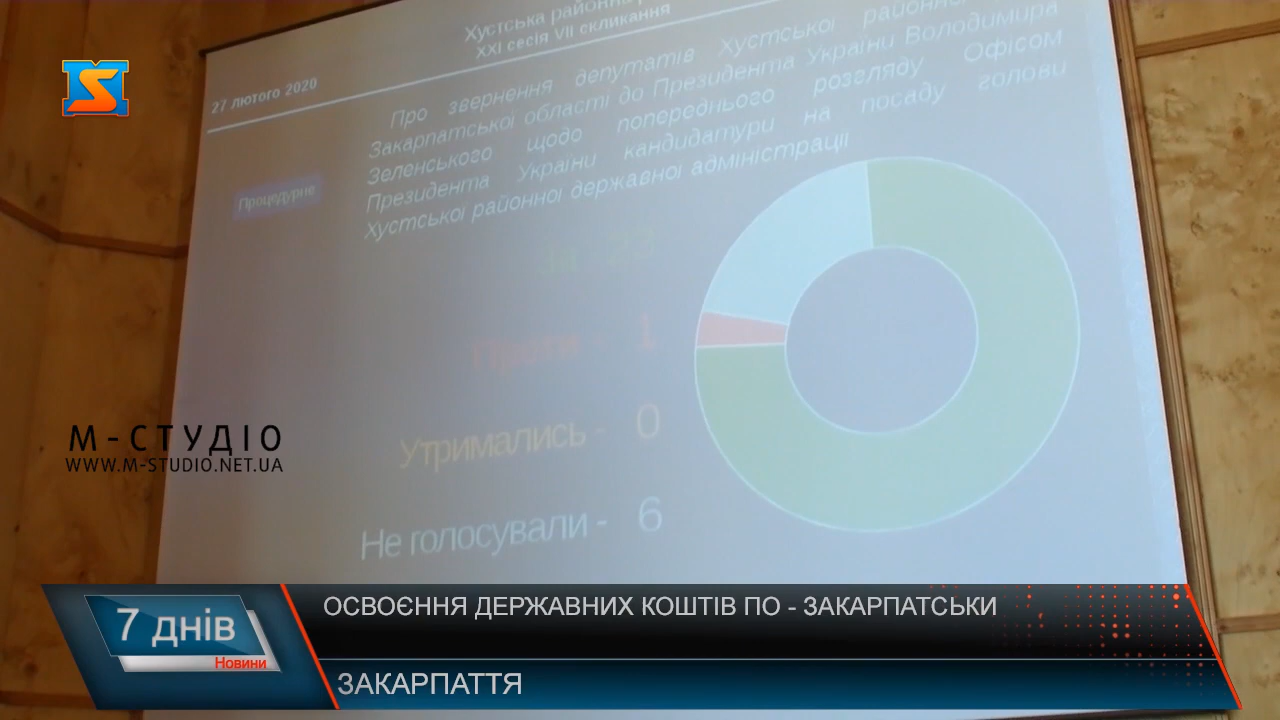 Хустська районна
XXI сесія VII скликання
27 лютого 2020
Про звернення депутатів Хустської районної
Закарпатської області до Президента України Володимира
Зеленського щодо попереднього розгляду Офісом
Президента України кандидатури на посаду голови
Хустської районної державної адміністрації
Процедурне
За -
Проти - 1
Утримались - 0
Не голосували - 6
М-СТУДІО
WWW.M-STUDIO.NET.UA
7 днів
Новини
ОСВОЄННЯ ДЕРЖАВНИХ КОШТІВ ПО - ЗАКАРПАТСЬКИ
ЗАКАРПАТТЯ